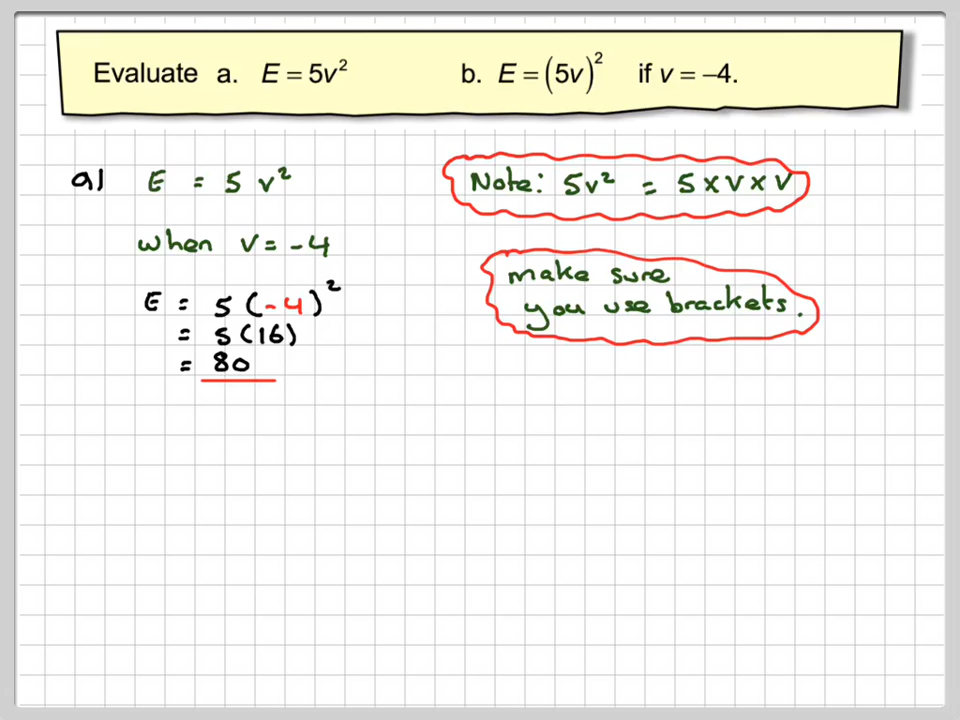 Evaluate a. E = 5v² b. E = (5v)² if v = –4.
a) E = 5 v²
Note: 5v² = 5 x v x v
when v = -4
make sure
you use brackets.
E = 5 (-4)²
= 5(16)
= 80